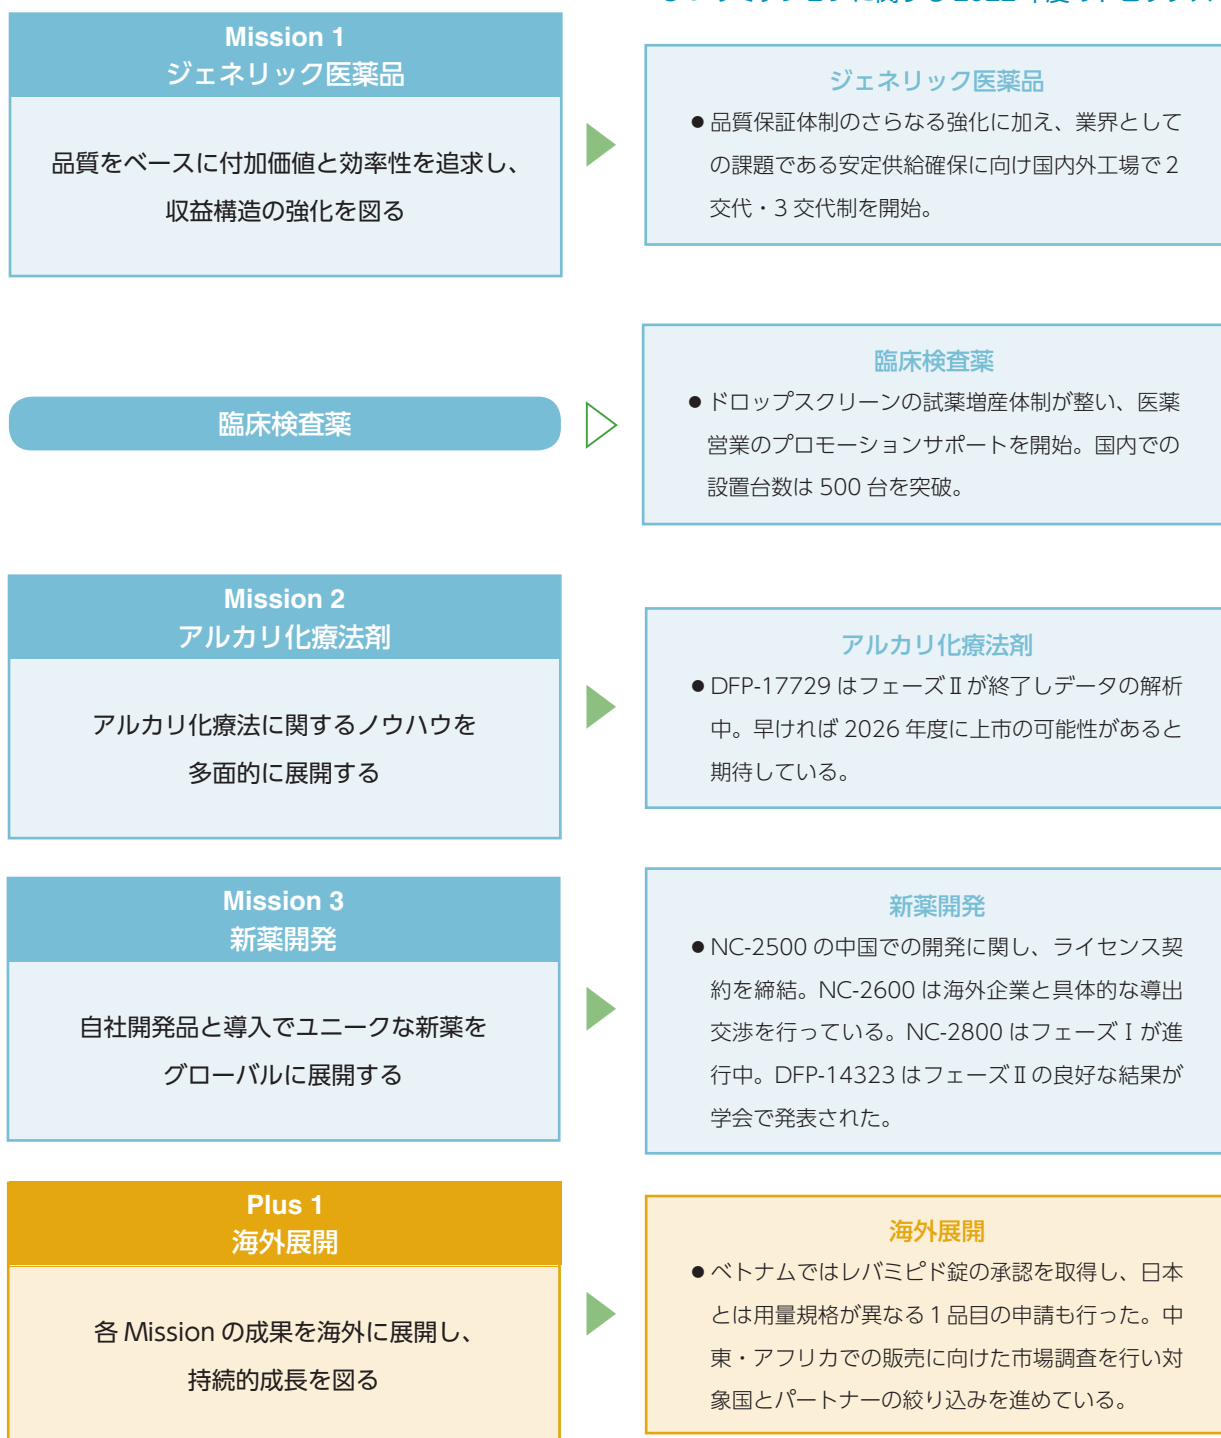 2022
Mission 1
ジェネリック医薬品
品質をベースに付加価値と効率性を追求し、
収益構造の強化を図る
ジェネリック医薬品
●品質保証体制のさらなる強化に加え、業界として
の課題である安定供給確保に向け国内外工場で2
交代・3交代制を開始。
臨床検査薬
臨床検査薬
●ドロップスクリーンの試薬増産体制が整い、医薬
営業のプロモーションサポートを開始。国内での
設置台数は 500 台を突破。
Mission 2
アルカリ化療法剤
アルカリ化療法に関するノウハウを
多面的に展開する
アルカリ化療法剤
●DFP-17729 はフェーズⅡが終了しデータの解析
中。早ければ 2026 年度に上市の可能性があると
期待している。
Mission 3
新薬開発
自社開発品と導入でユニークな新薬を
グローバルに展開する
新薬開発
●NC-2500 の中国での開発に関し、ライセンス契
約を締結。NC-2600 は海外企業と具体的な導出
交渉を行っている。NC-2800 はフェーズⅠが進
行中。DFP-14323 はフェーズⅡの良好な結果が
学会で発表された。
Plus 1
海外展開
各 Mission の成果を海外に展開し、
持続的成長を図る
海外展開
●ベトナムではレバミピド錠の承認を取得し、日本
とは用量規格が異なる1品目の申請も行った。中
東・アフリカでの販売に向けた市場調査を行い対
象国とパートナーの絞り込みを進めている。